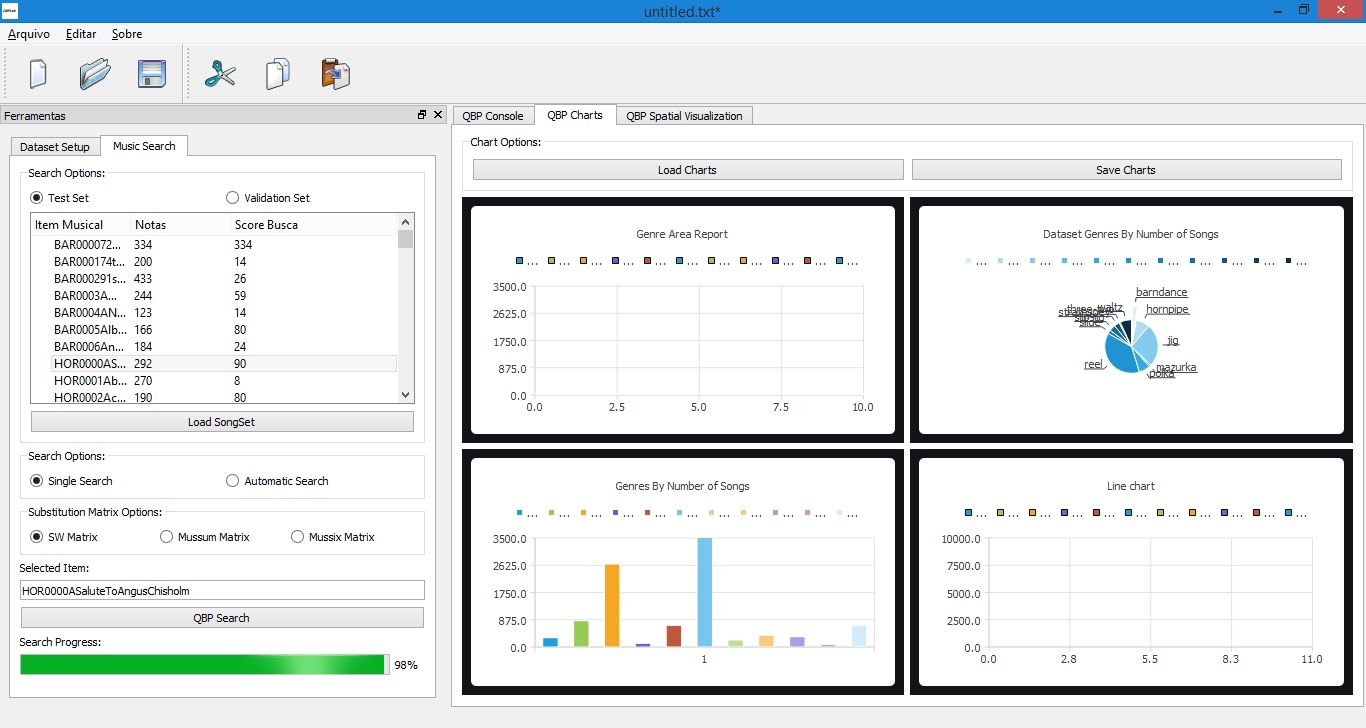 untitled.txt*
Arquivo Editar Sobre
Ferramentas
Dataset Setup Music Search
Search Options:
Test Set Validation Set
Item Musical Notas Score Busca
BAR000072... 334 334
BAR000174t... 200 14
BAR000291s... 433 26
BAR0003A... 244 59
BAR0004AN... 123 14
BAR0005Alb... 166 80
BAR0006An... 184 24
HOR0000AS... 292 90
HOR0001Ab... 270 8
HOR0002Ac... 190 80
Load SongSet
Search Options:
Single Search Automatic Search
Substitution Matrix Options:
SW Matrix Mussum Matrix Mussix Matrix
Selected Item:
HOR0000ASaluteToAngusChisholm
QBP Search
Search Progress:
98%
QBP Console QBP Charts QBP Spatial Visualization
Chart Options:
Load Charts Save Charts
Genre Area Report
... ... ... ... ... ... ... ... ... ... ...
3500.0
2625.0
1750.0
875.0
0.0
0.0 2.5 5.0 7.5 10.0
Dataset Genres By Number of Songs
... ... ... ... ... ... ... ... ... ... ...
barndance
hornpipe
jig
mazurka
polka
reel
slide
waltz
Genres By Number of Songs
... ... ... ... ... ... ... ... ... ... ...
3500.0
2625.0
1750.0
875.0
0.0
1
Line chart
... ... ... ... ... ... ... ... ... ... ...
10000.0
7500.0
5000.0
2500.0
0.0
0.0 2.8 5.5 8.3 11.0